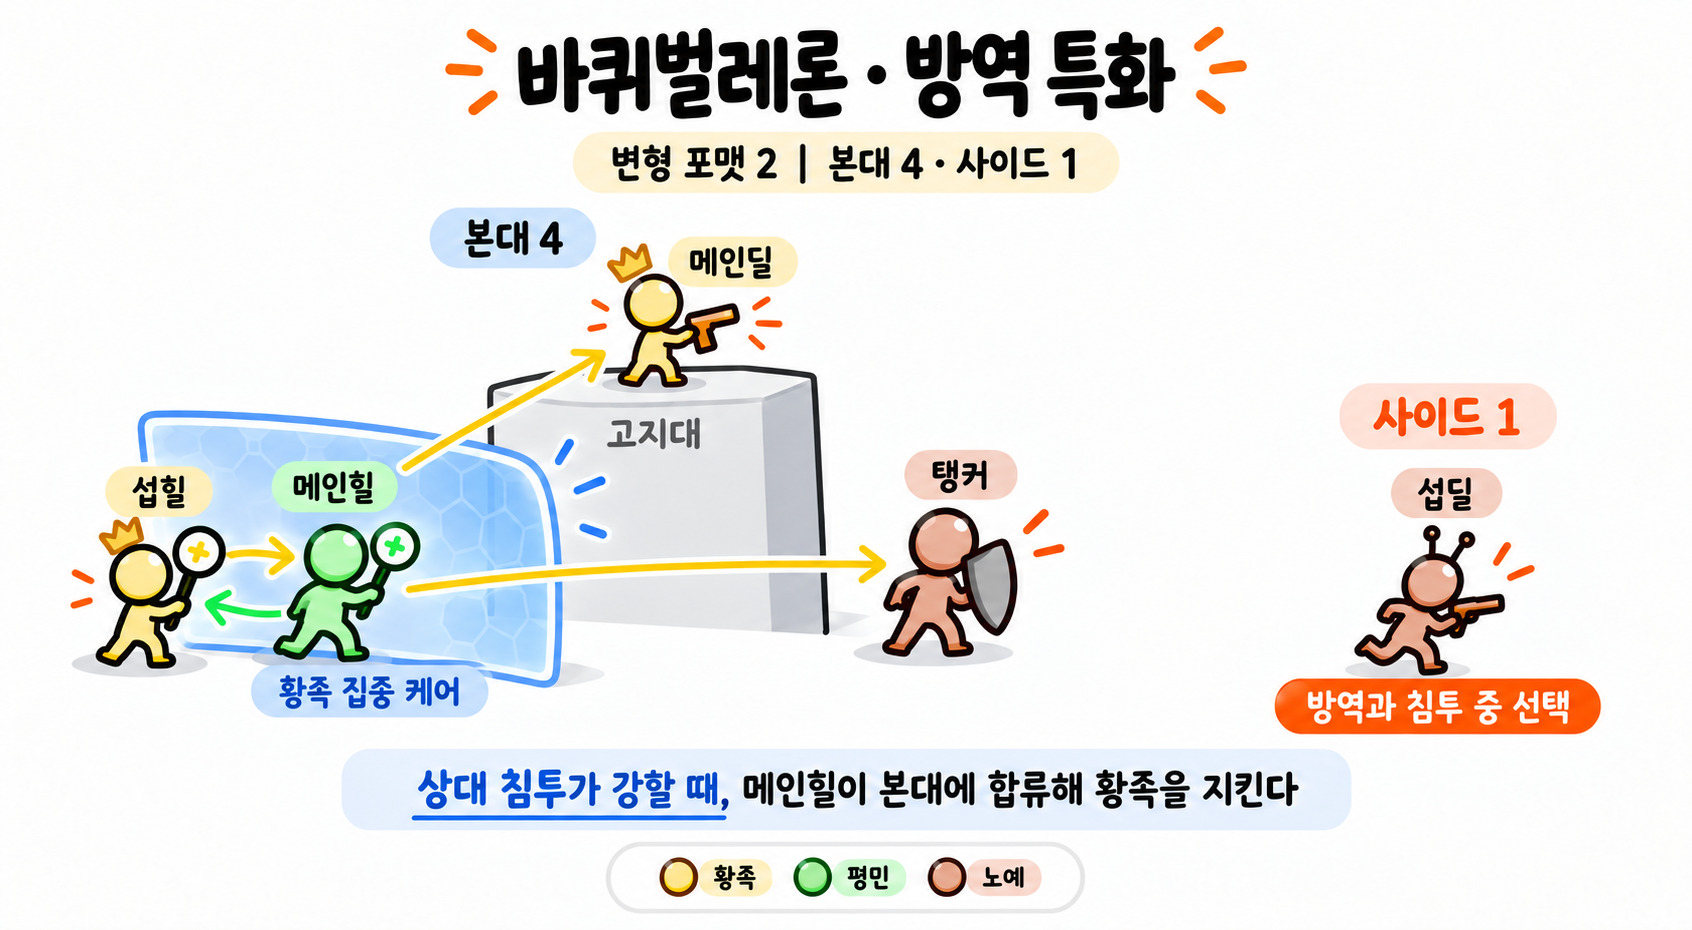 바퀴벌레론 · 방역 특화
변형 포맷 2 | 본대 4 · 사이드 1
본대 4
메인딜
고지대
사이드 1
섭힐
메인힐
탱커
섭딜
황족 집중 케어
방역과 침투 중 선택
상대 침투가 강할 때, 메인힐이 본대에 합류해 황족을 지킨다
황족
평민
노예